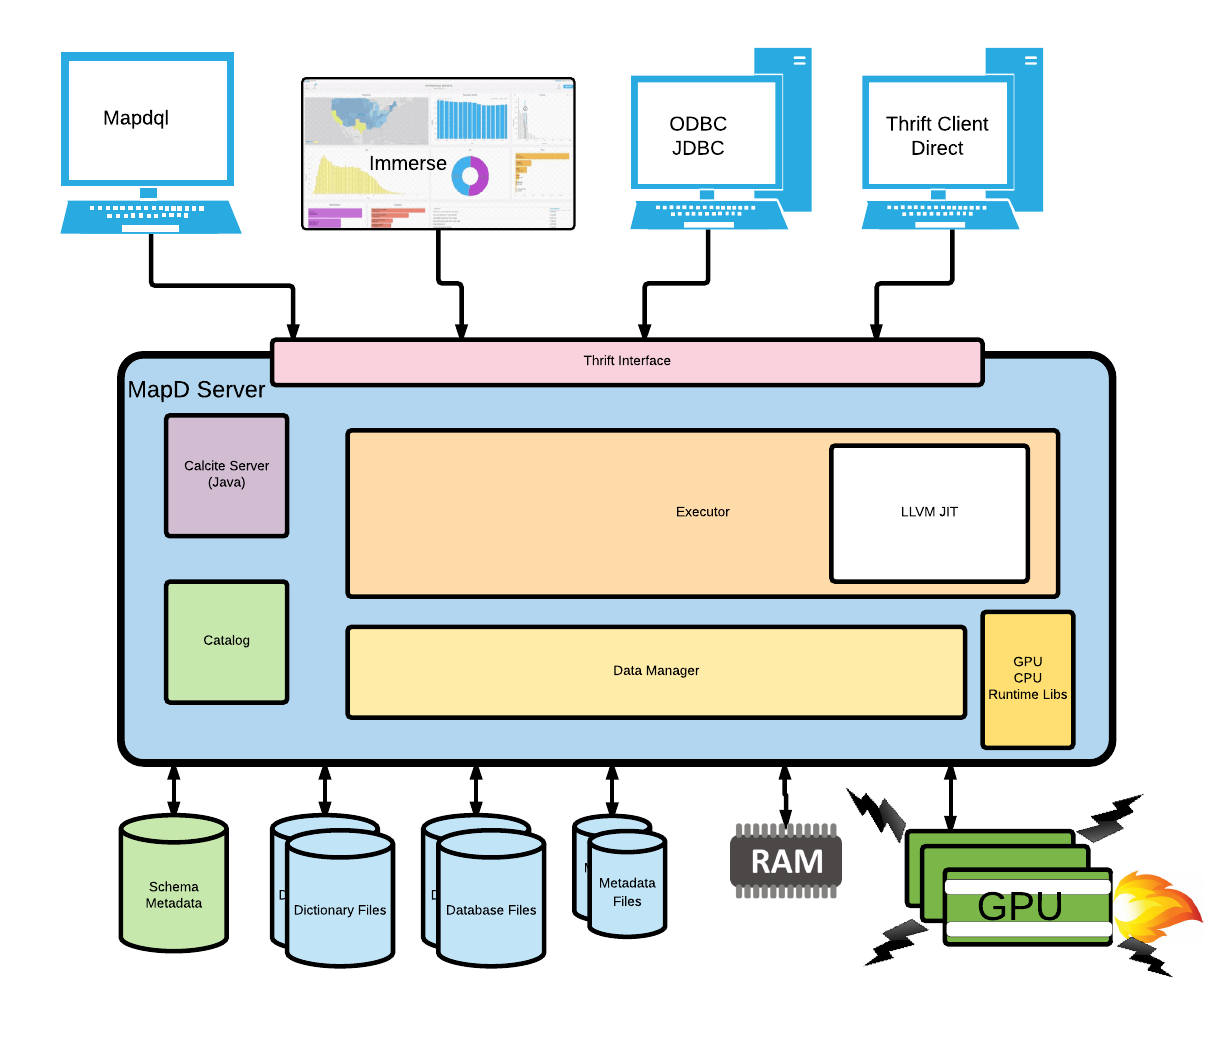 Mapdql
Immerse
ODBC
JDBC
Thrift Client
Direct
Thrift Interface
MapD Server
Calcite Server
(Java)
Executor
LLVM JIT
Catalog
Data Manager
GPU
CPU
Runtime Libs
Schema
Metadata
D
Dictionary Files
D
Database Files
M
Metadata
Files
RAM
GPU